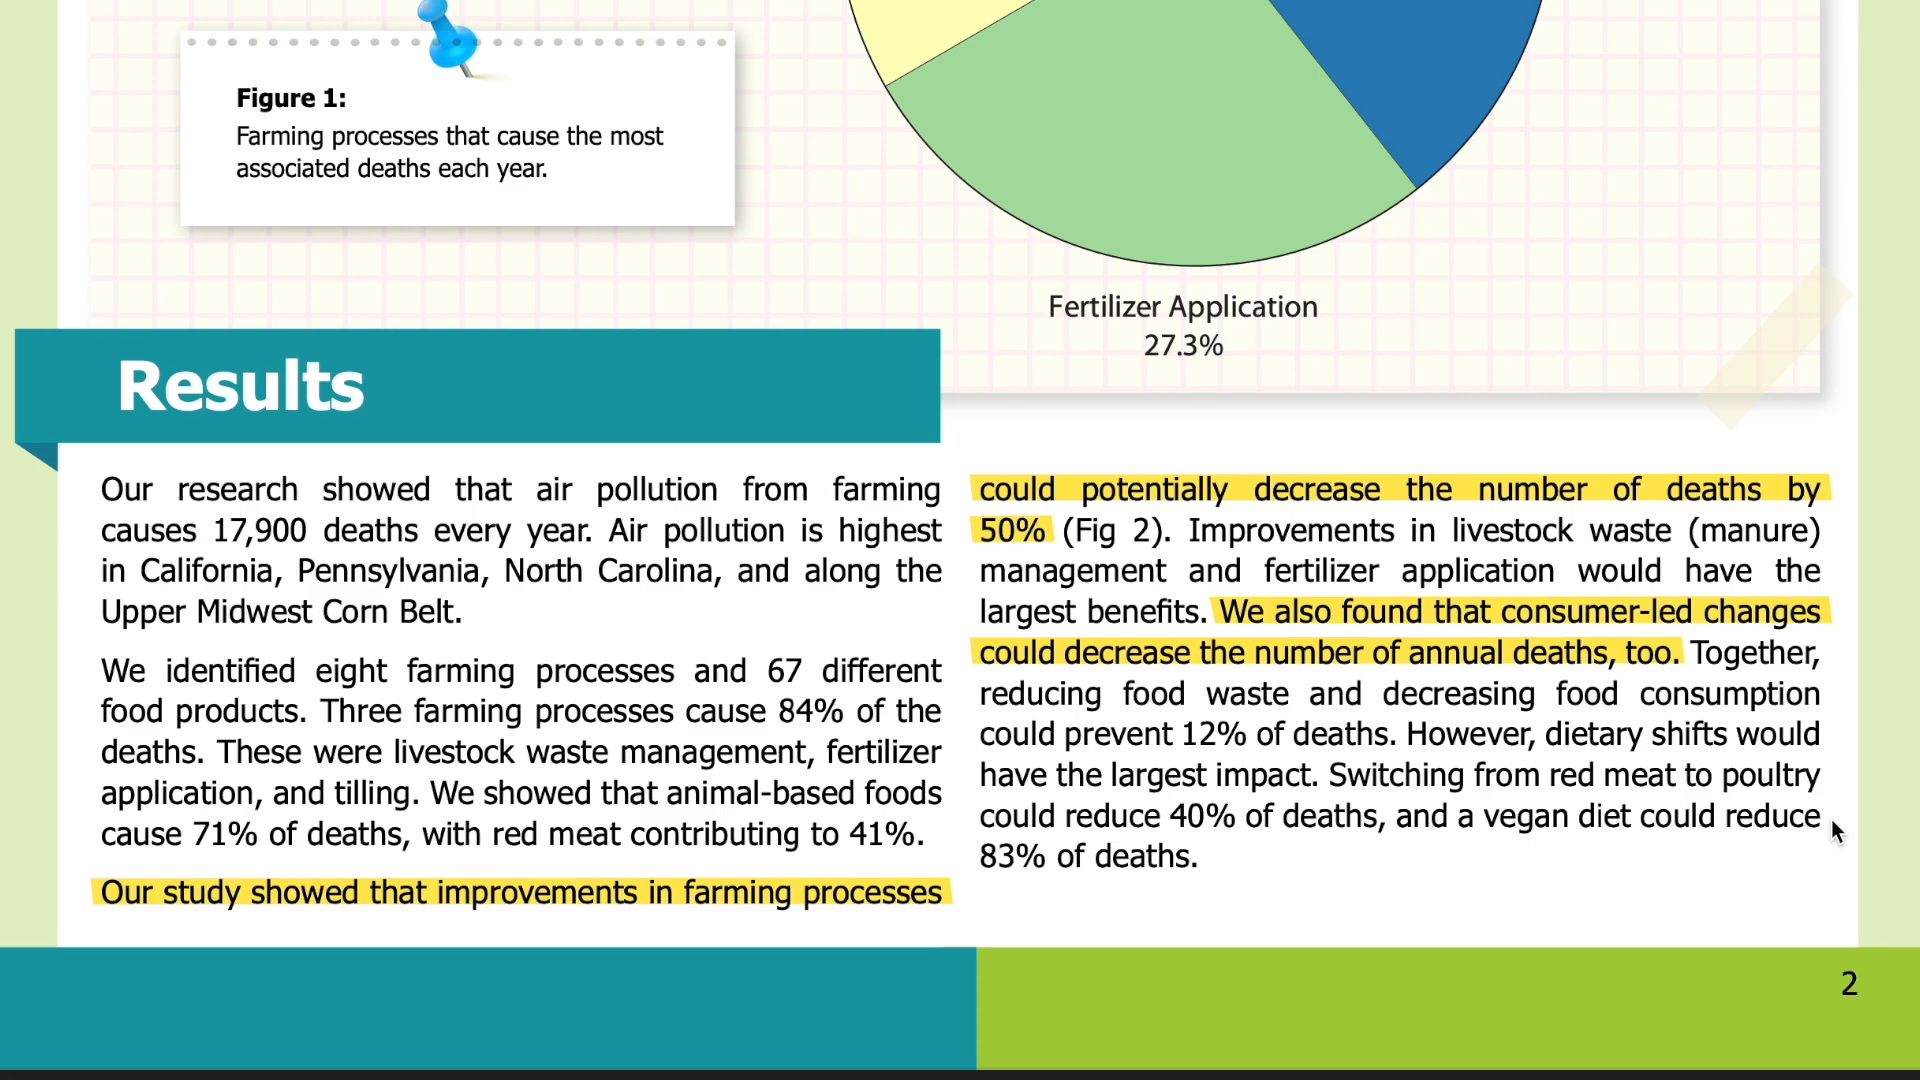 Figure 1:
Farming processes that cause the most
associated deaths each year.
Fertilizer Application
27.3%
Results
Our research showed that air pollution from farming
causes 17,900 deaths every year. Air pollution is highest
in California, Pennsylvania, North Carolina, and along the
Upper Midwest Corn Belt.
We identified eight farming processes and 67 different
food products. Three farming processes cause 84% of the
deaths. These were livestock waste management, fertilizer
application, and tilling. We showed that animal-based foods
cause 71% of deaths, with red meat contributing to 41%.
Our study showed that improvements in farming processes
could potentially decrease the number of deaths by
50% (Fig 2). Improvements in livestock waste (manure)
management and fertilizer application would have the
largest benefits. We also found that consumer-led changes
could decrease the number of annual deaths, too. Together,
reducing food waste and decreasing food consumption
could prevent 12% of deaths. However, dietary shifts would
have the largest impact. Switching from red meat to poultry
could reduce 40% of deaths, and a vegan diet could reduce
83% of deaths.
2